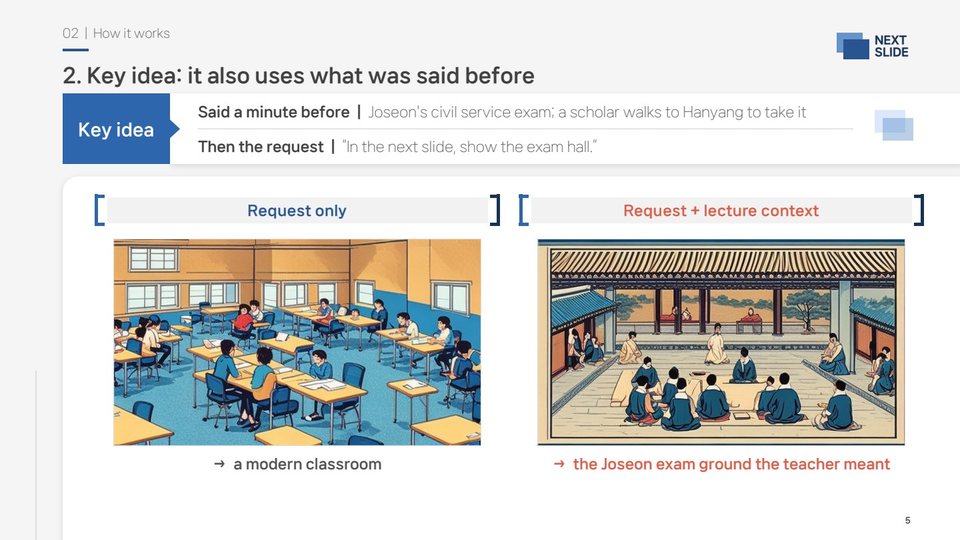 02 | How it works
NEXT
SLIDE
2. Key idea: it also uses what was said before
Key idea
Said a minute before | Joseon's civil service exam; a scholar walks to Hanyang to take it
Then the request | "In the next slide, show the exam hall."
Request only
Request + lecture context
→ a modern classroom
→ the Joseon exam ground the teacher meant
5